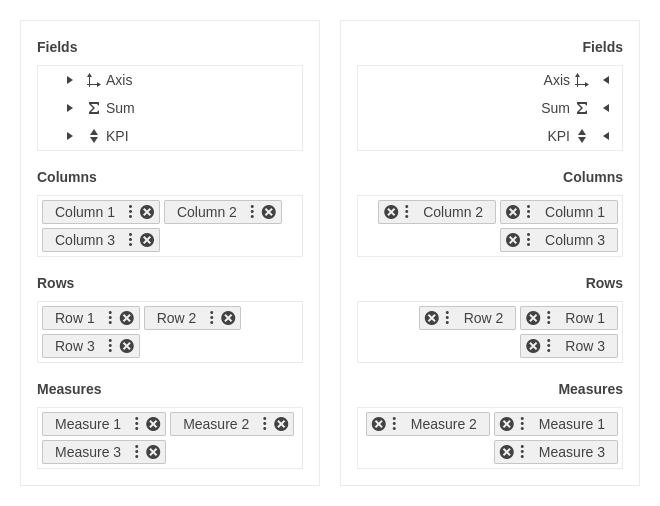 Fields
Axis
Sum
KPI
Columns
Column 1 Column 2
Column 3
Rows
Row 1 Row 2
Row 3
Measures
Measure 1 Measure 2
Measure 3
Fields
Axis
Sum
KPI
Columns
Column 2 Column 1
Column 3
Rows
Row 2 Row 1
Row 3
Measures
Measure 2 Measure 1
Measure 3